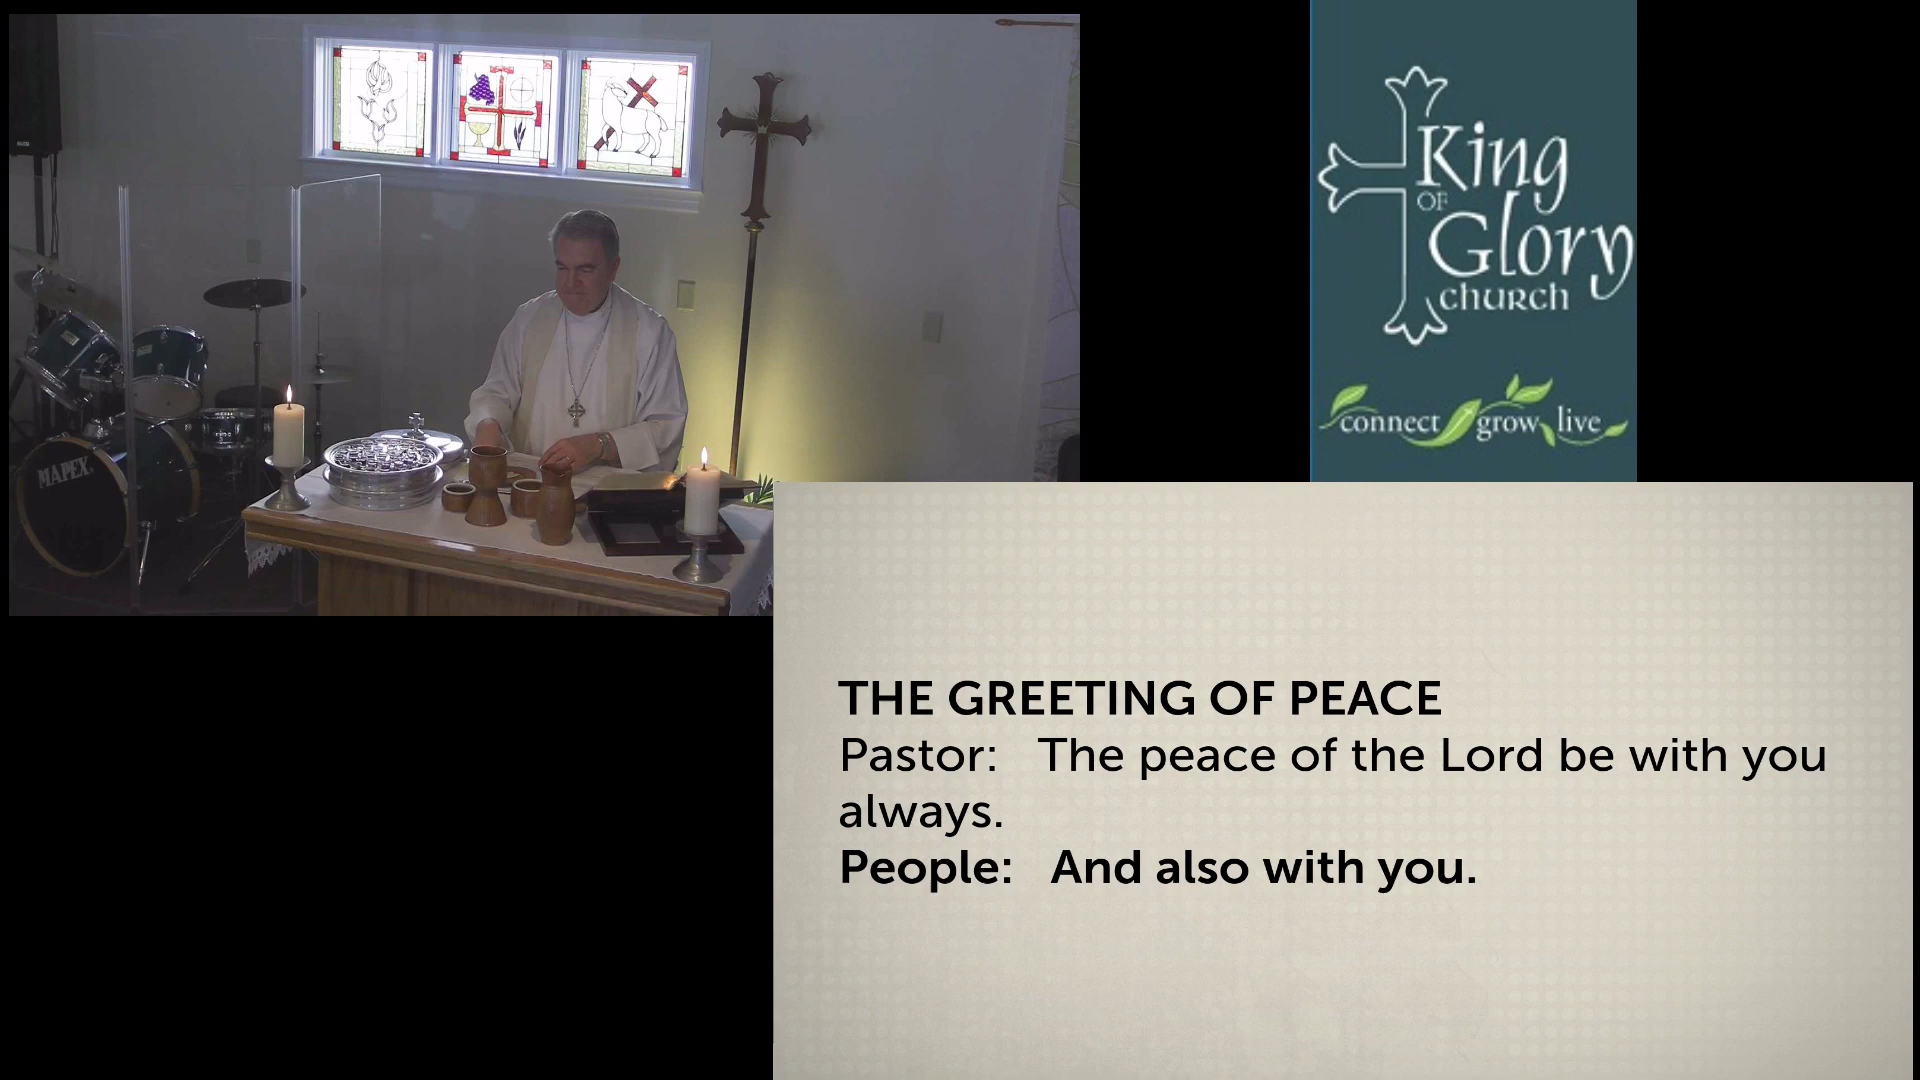 MAPEX
King
OF
Glory
CHURCH
connect grow live
THE GREETING OF PEACE
Pastor: The peace of the Lord be with you
always.
People: And also with you.